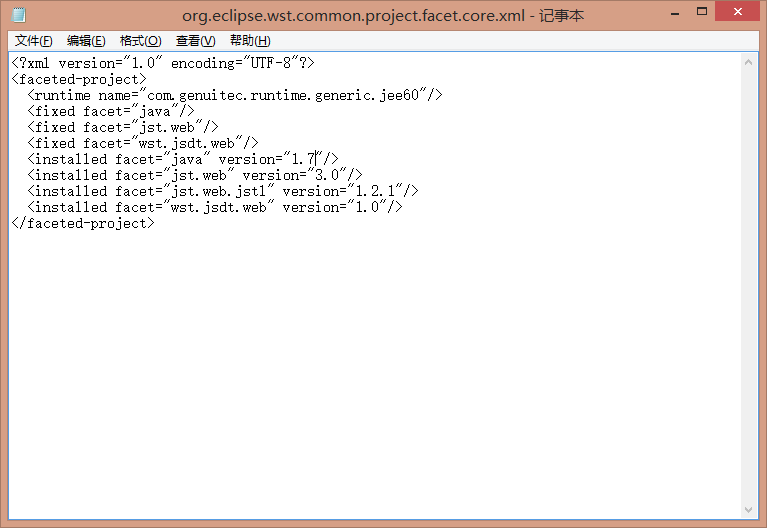 org.eclipse.wst.common.project.facet.core.xml - 记事本
文件(F) 编辑(E) 格式(O) 查看(V) 帮助(H)
<?xml version="1.0" encoding="UTF-8"?>
<faceted-project>
  <runtime name="com.genuitec.runtime.generic.jee60"/>
  <fixed facet="java"/>
  <fixed facet="jst.web"/>
  <fixed facet="wst.jsdt.web"/>
  <installed facet="java" version="1.7"/>
  <installed facet="jst.web" version="3.0"/>
  <installed facet="jst.web.jstl" version="1.2.1"/>
  <installed facet="wst.jsdt.web" version="1.0"/>
</faceted-project>